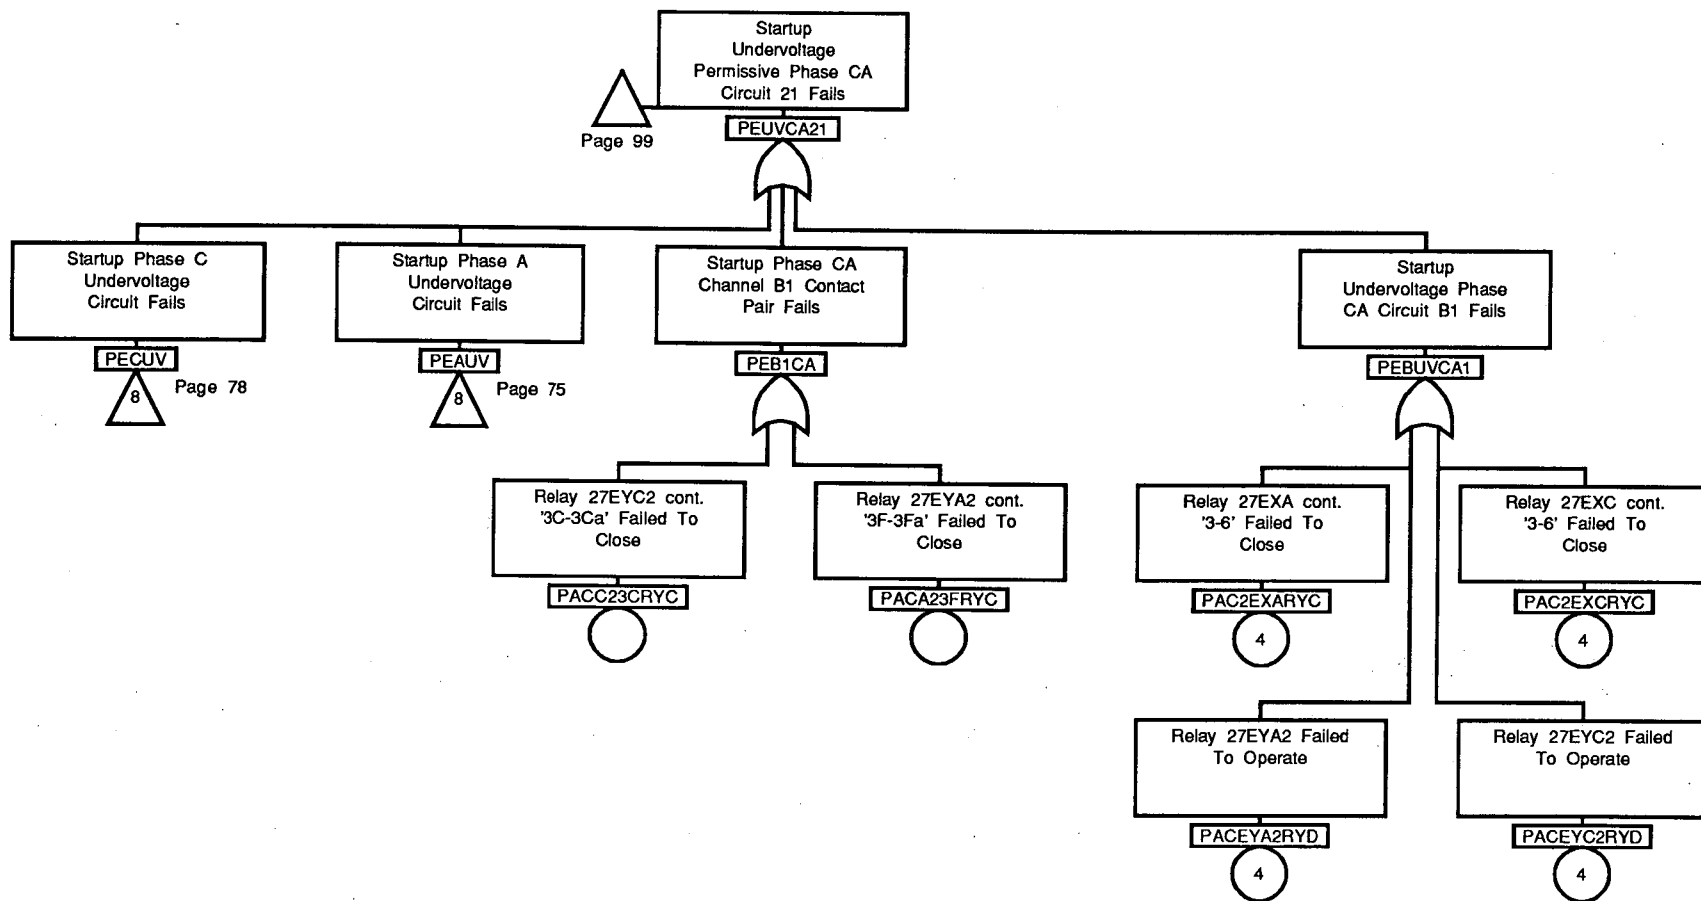 Startup
Undervoltage
Permissive Phase CA
Circuit 21 Fails
Page 99
PEUVCA21
Startup Phase C
Undervoltage
Circuit Fails
PECUV
8
Page 78
Startup Phase A
Undervoltage
Circuit Fails
PEAUV
8
Page 75
Startup Phase CA
Channel B1 Contact
Pair Fails
PEB1CA
Startup
Undervoltage Phase
CA Circuit B1 Fails
PEBUVCA1
Relay 27EYC2 cont.
'3C-3Ca' Failed To
Close
PACC23CRYC
Relay 27EYA2 cont.
'3F-3Fa' Failed To
Close
PACA23FRYC
Relay 27EXA cont.
'3-6' Failed To
Close
PAC2EXARYC
4
Relay 27EXC cont.
'3-6' Failed To
Close
PAC2EXCRYC
4
Relay 27EYA2 Failed
To Operate
PACEYA2RYD
4
Relay 27EYC2 Failed
To Operate
PACEYC2RYD
4